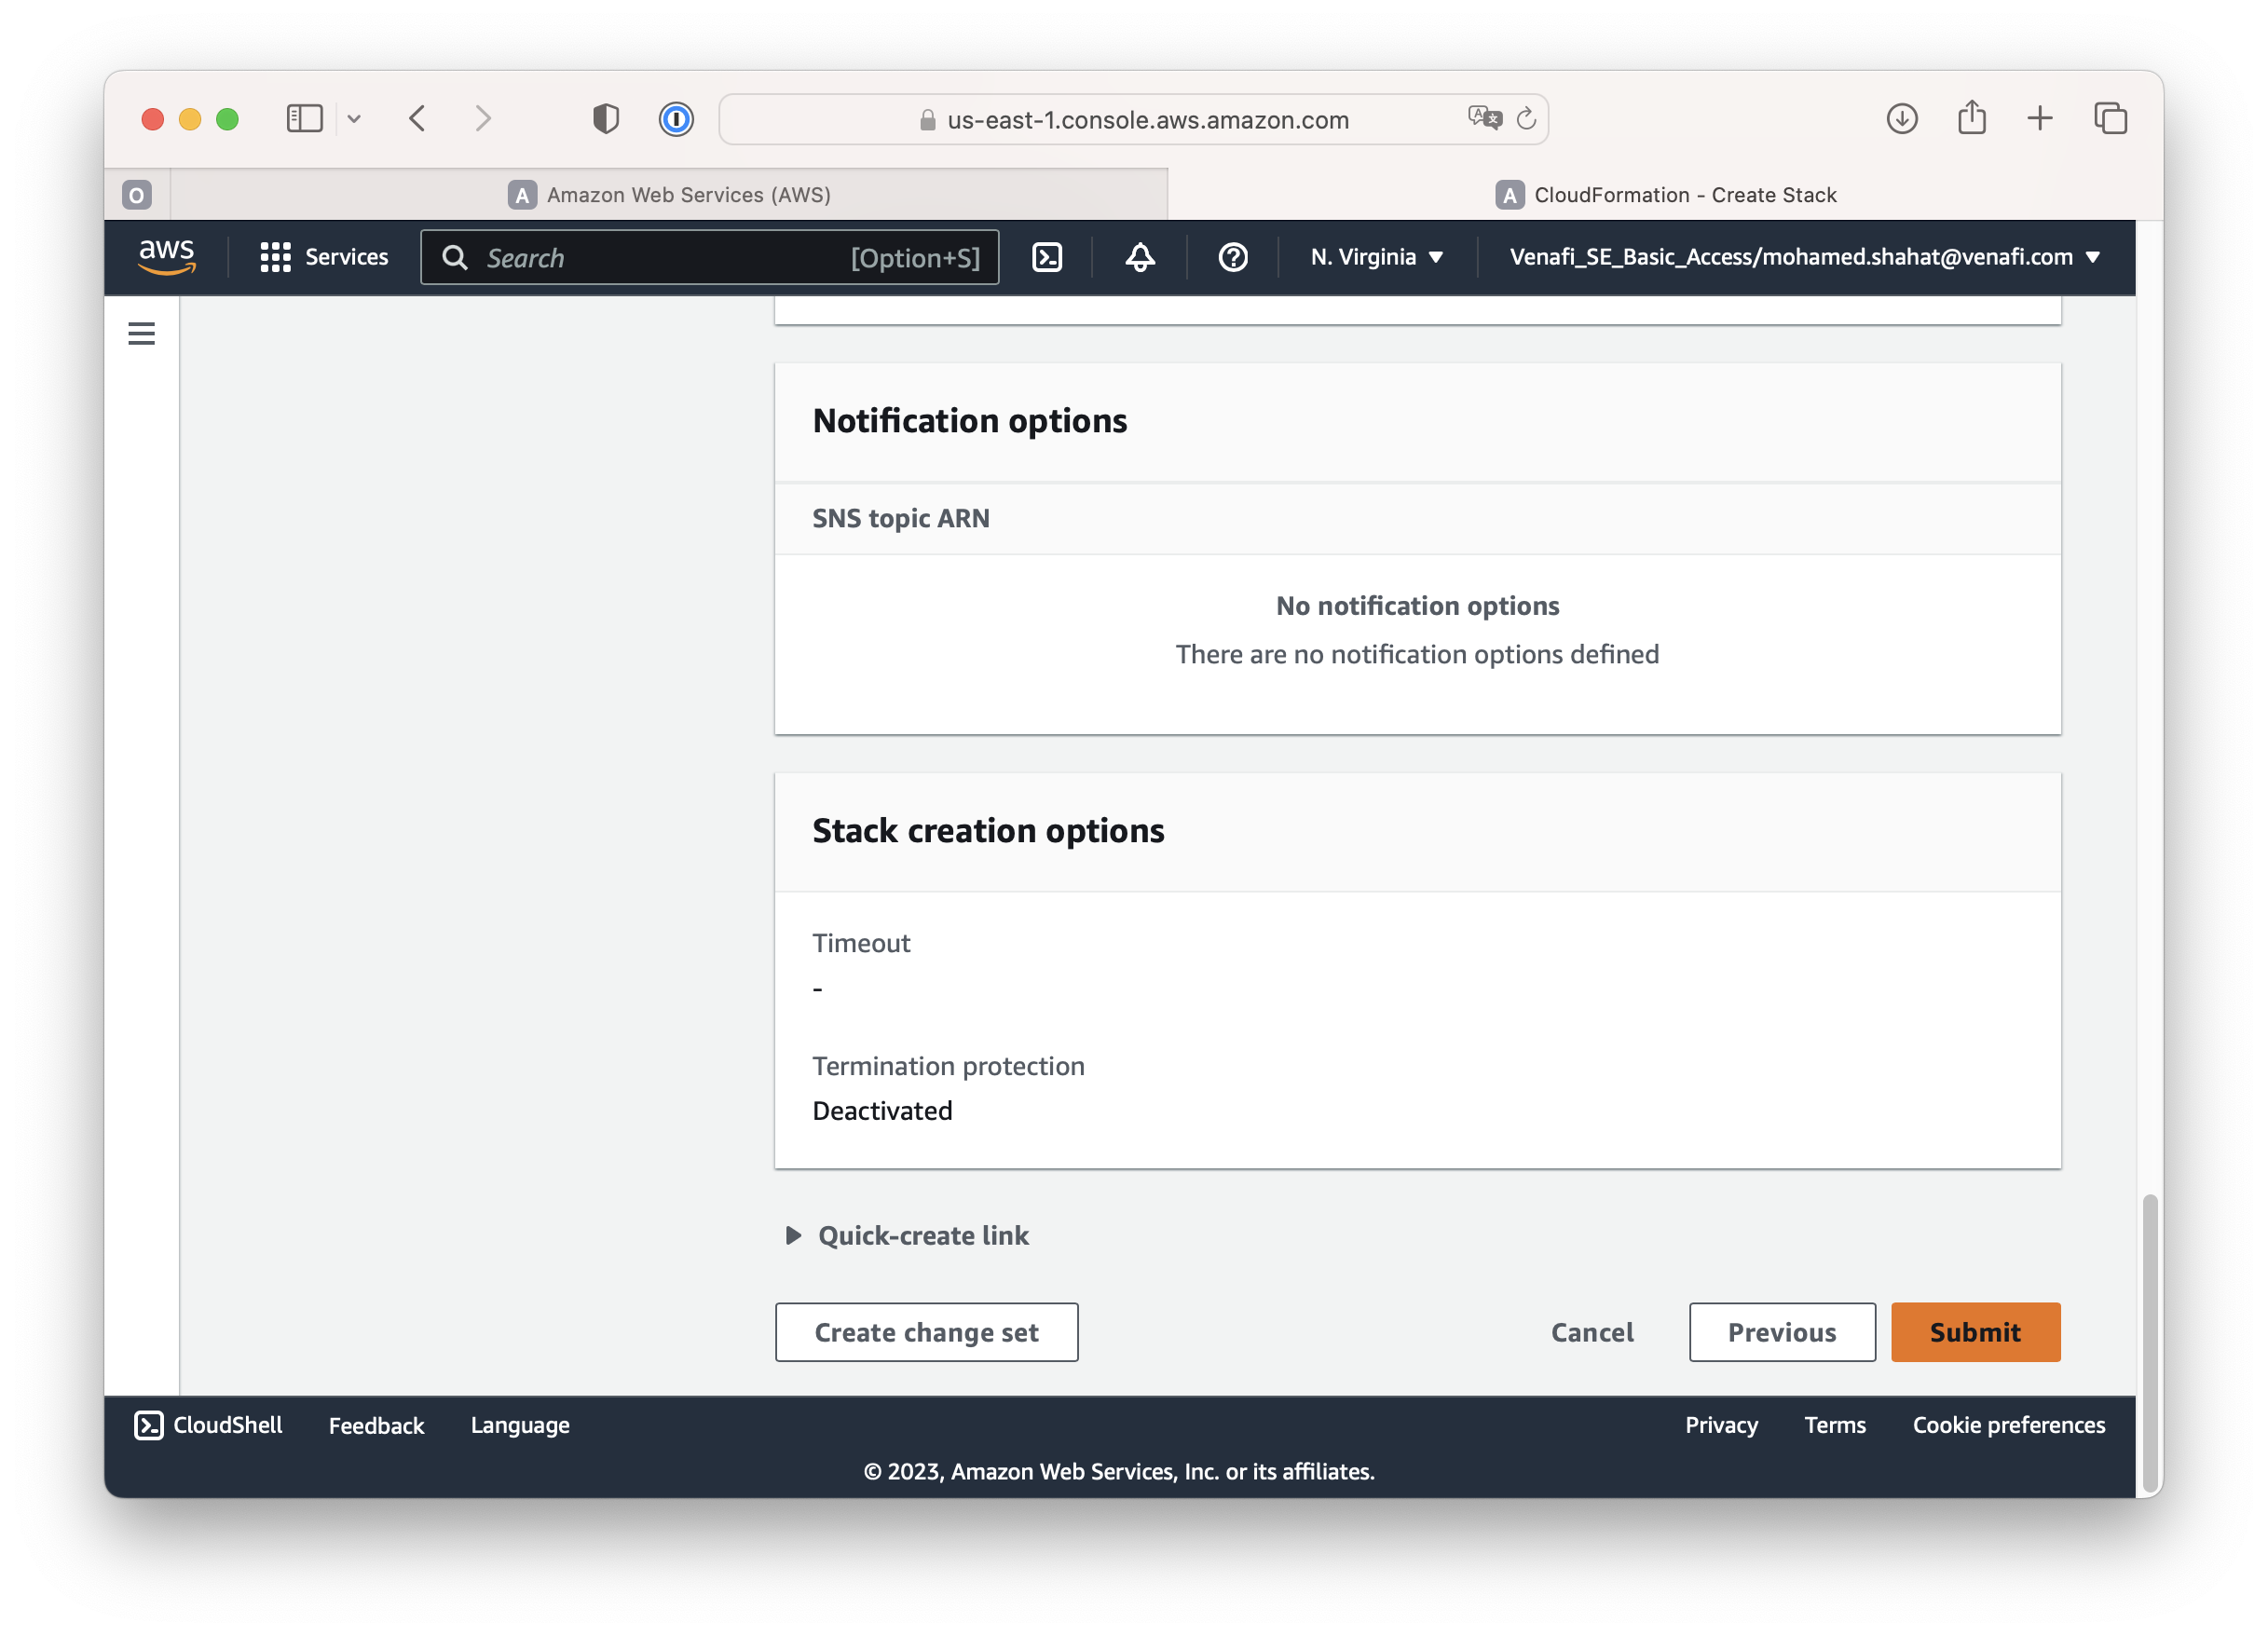 us-east-1.console.aws.amazon.com
O
A Amazon Web Services (AWS)
A CloudFormation - Create Stack
aws
Services
Search
[Option+S]
N. Virginia
Venafi_SE_Basic_Access/mohamed.shahat@venafi.com
Notification options
SNS topic ARN
No notification options
There are no notification options defined
Stack creation options
Timeout
-
Termination protection
Deactivated
Quick-create link
Create change set
Cancel
Previous
Submit
CloudShell
Feedback
Language
Privacy
Terms
Cookie preferences
© 2023, Amazon Web Services, Inc. or its affiliates.